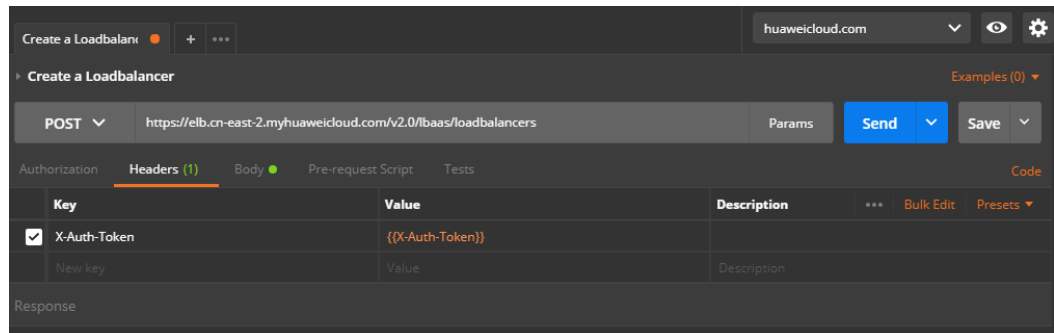 Create a Loadbalan + ••• huaweicloud.com
Create a Loadbalancer Examples (0)
POST https://elb.cn-east-2.myhuaweicloud.com/v2.0/lbaas/loadbalancers Params Send Save
Authorization Headers (1) Body Pre-request Script Tests Code
Key Value Description ••• Bulk Edit Presets
X-Auth-Token {{X-Auth-Token}}
New key Value Description
Response